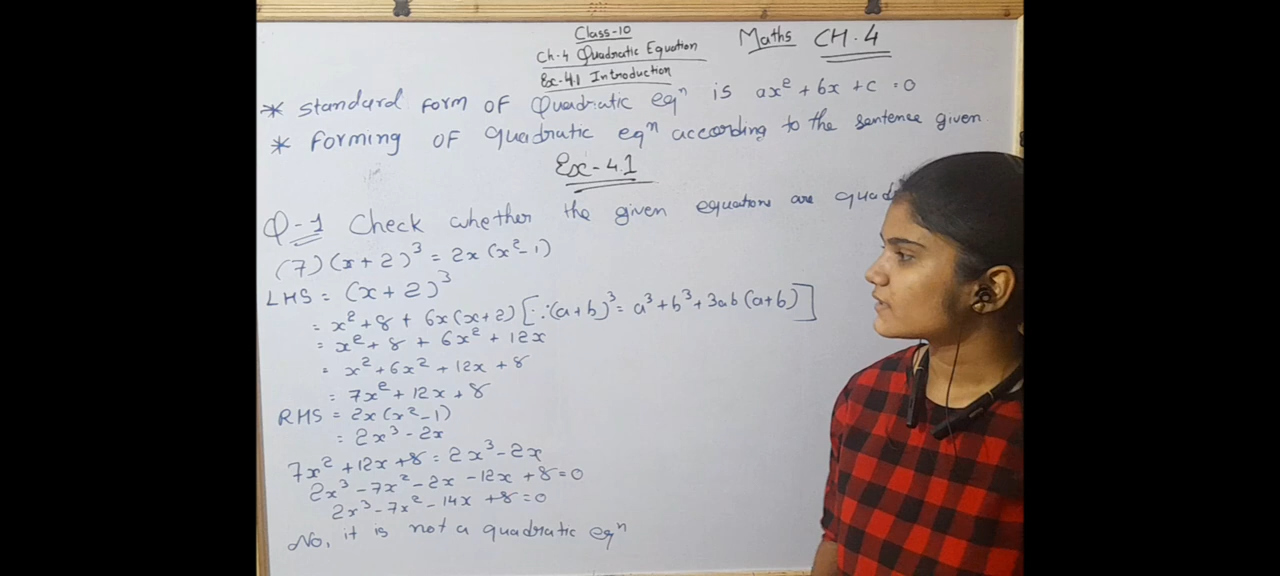 Class-10
Ch-4 Quadratic Equation
Ex-4.1 Introduction
Maths CH.4
* Standard form of Quadratic eqⁿ is ax² + bx + c = 0
* Forming of quadratic eqⁿ according to the sentence given
Ex-4.1
Q-1 Check whether the given equations are quad
(7) (x+2)³ = 2x(x²-1)
LHS = (x+2)³
= x²+8 + 6x(x+2) [∵(a+b)³= a³+b³+3ab(a+b)]
= x²+8 + 6x² + 12x
= x²+6x² + 12x + 8
= 7x² + 12x + 8
RHS = 2x(x²-1)
= 2x³ - 2x
7x² + 12x + 8 = 2x³ - 2x
2x³ - 7x² - 2x - 12x + 8 = 0
2x³ - 7x² - 14x + 8 = 0
No, it is not a quadratic eqⁿ